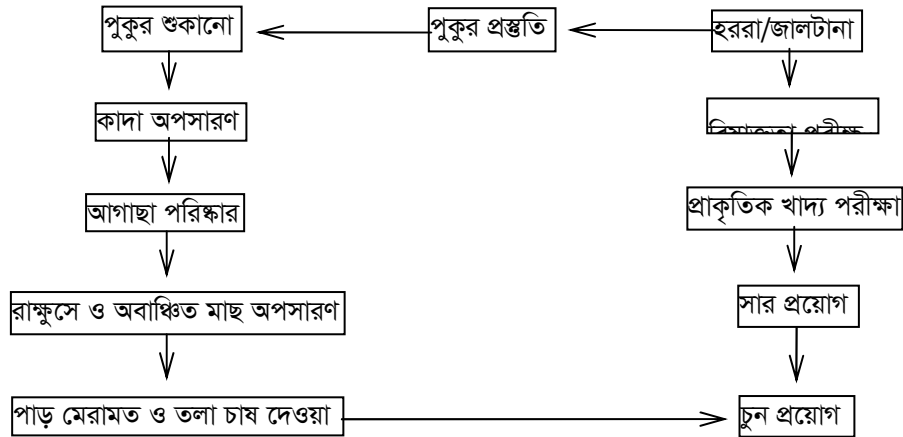 পুকুর শুকানো
পুকুর প্রস্তুতি
হররা/জালটানা
কাদা অপসারণ
আগাছা পরিষ্কার
প্রাকৃতিক খাদ্য পরীক্ষা
রাক্ষুসে ও অবাঞ্চিত মাছ অপসারণ
সার প্রয়োগ
পাড় মেরামত ও তলা চাষ দেওয়া
চুন প্রয়োগ